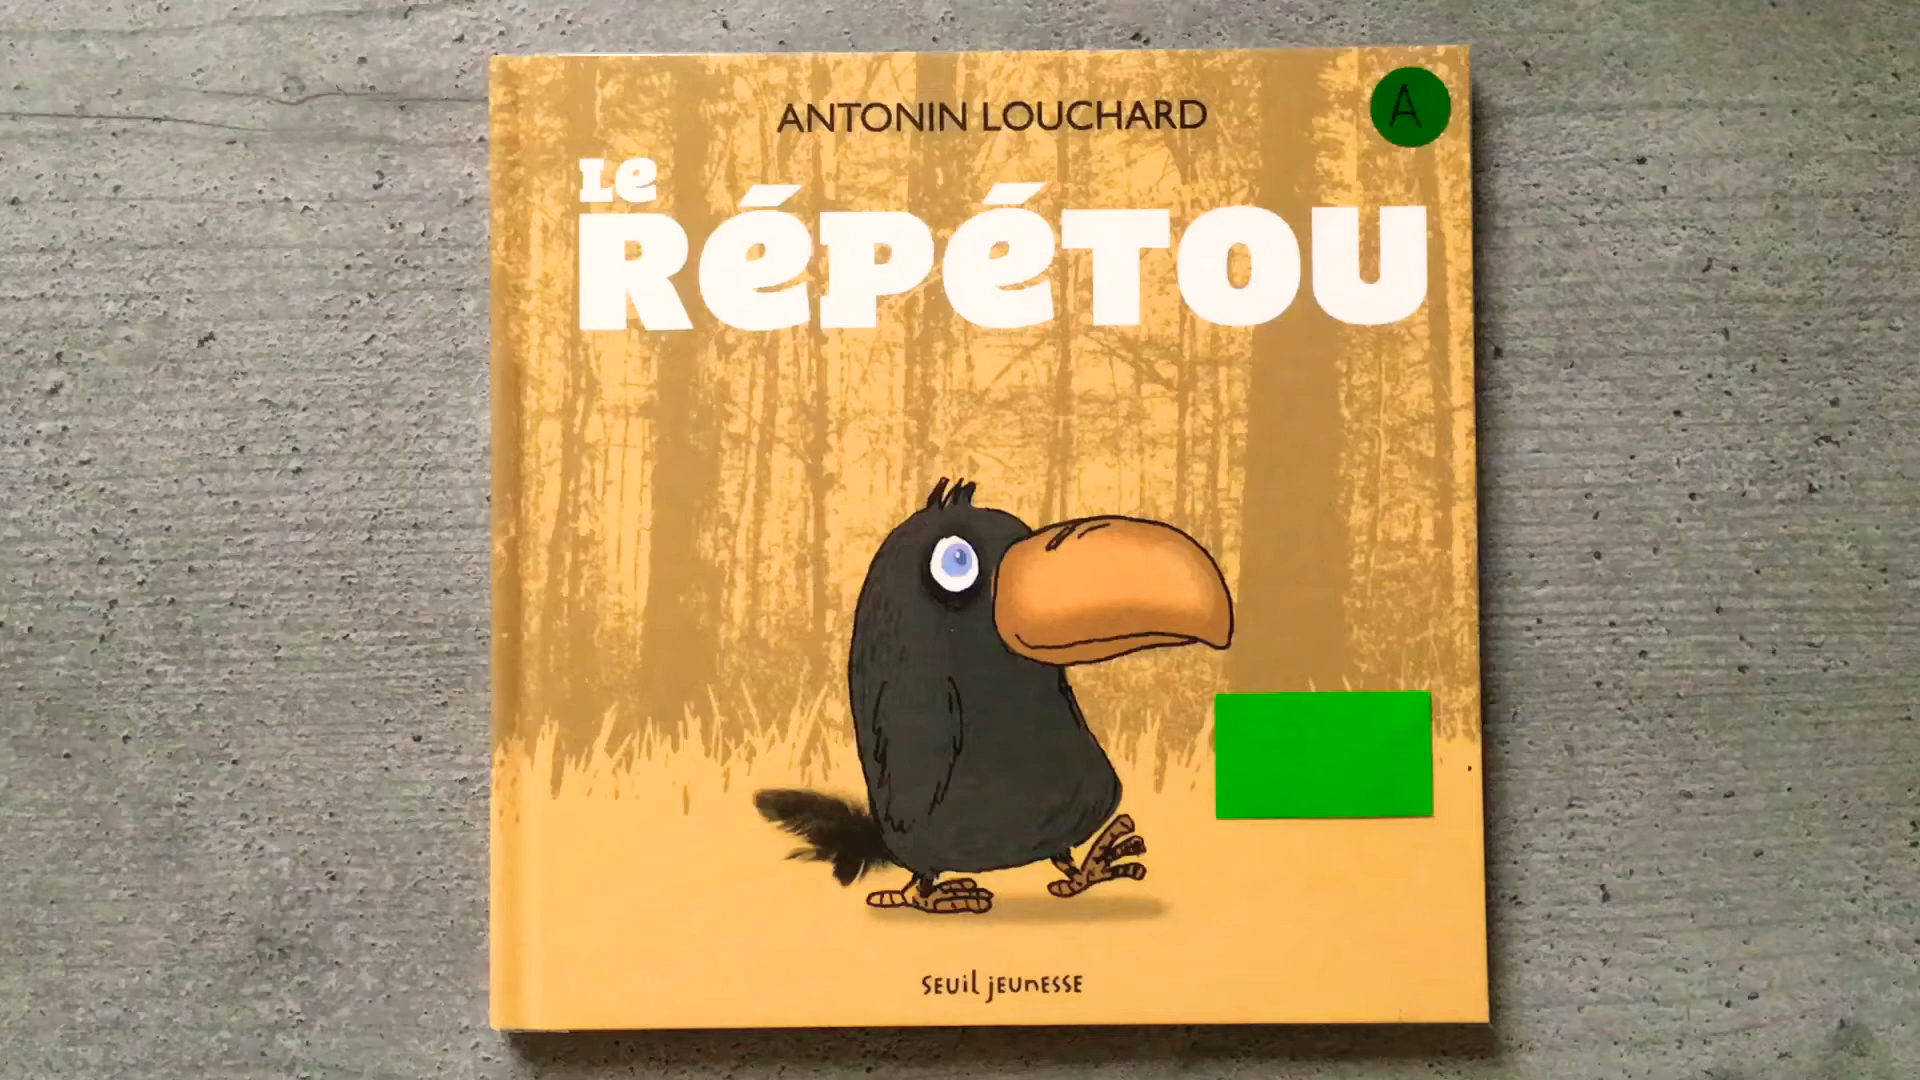 ANTONIN LOUCHARD
A
Le
RéPéTOU
SEUIL JEUNESSE